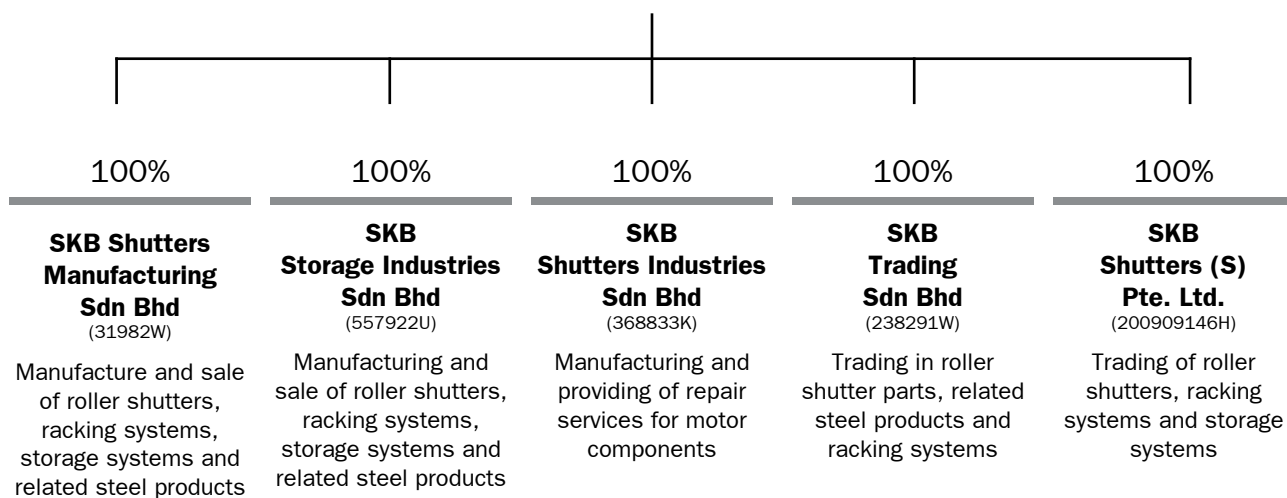 100%
SKB Shutters
Manufacturing
Sdn Bhd
(31982W)
Manufacture and sale
of roller shutters,
racking systems,
storage systems and
related steel products
100%
SKB
Storage Industries
Sdn Bhd
(557922U)
Manufacturing and
sale of roller shutters,
racking systems,
storage systems and
related steel products
100%
SKB
Shutters Industries
Sdn Bhd
(368833K)
Manufacturing and
providing of repair
services for motor
components
100%
SKB
Trading
Sdn Bhd
(238291W)
Trading in roller
shutter parts, related
steel products and
racking systems
100%
SKB
Shutters (S)
Pte. Ltd.
(200909146H)
Trading of roller
shutters, racking
systems and storage
systems